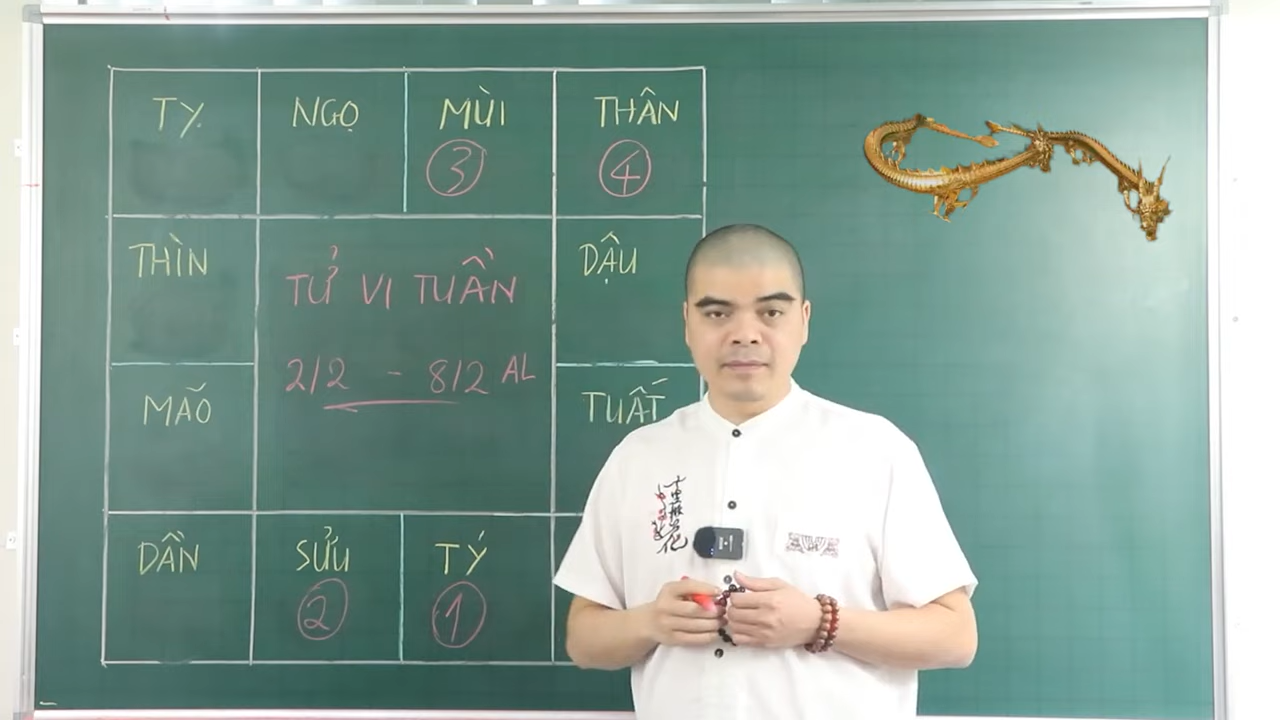 TỴ NGỌ MÙI THÂN
③ ④
THÌN DẬU
TỬ VI TUẦN
2/2 - 8/2 AL
MÃO TUẤT
DẦN SỬU TÝ
② ①